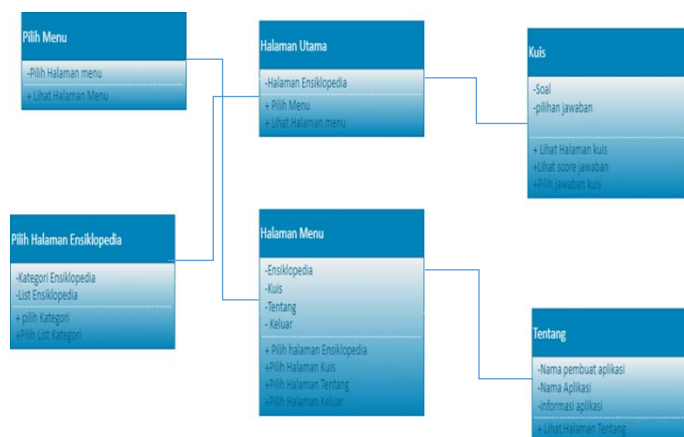 Pilih Menu
-Pilih Halaman menu
+ Lihat Halaman Menu
Halaman Utama
-Halaman Ensiklopedia
+ Pilih Menu
+ Lihat Halaman menu
Kuis
-Soal
-pilihan jawaban
+ Lihat Halaman kuis
+Lihat score jawaban
+Pilih jawaban kuis
Pilih Halaman Ensiklopedia
-Kategori Ensiklopedia
-List Ensiklopedia
+ pilih Kategori
+Pilih List Kategori
Halaman Menu
-Ensiklopedia
-Kuis
-Tentang
- Keluar
+ Pilih halaman Ensiklopedia
+Pilih Halaman Kuis
+Pilih Halaman Tentang
+Pilih Halaman Keluar
Tentang
-Nama pembuat aplikasi
-Nama Aplikasi
-informasi aplikasi
+ Lihat Halaman Tentang